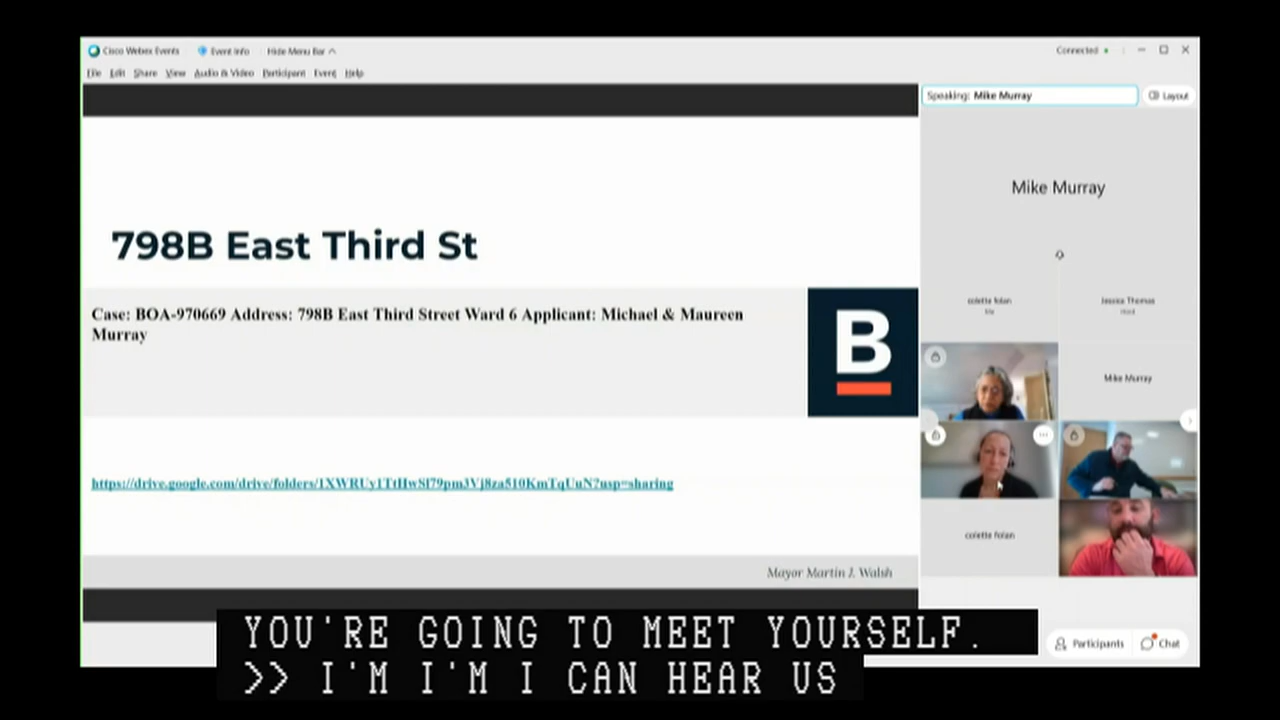 Cisco Webex Events Event Info Hide Menu Bar
Connected
File Edit Share View Audio & Video Participant Event Help
Speaking: Mike Murray
Layout
Mike Murray
798B East Third St
colette folan
Me
Jessica Thomas
Host
Case: BOA-970669 Address: 798B East Third Street Ward 6 Applicant: Michael & Maureen
Murray
B
Mike Murray
https://drive.google.com/drive/folders/1XWRUy1TtHwSf79pm3Vj8za510KmTqUuN?usp=sharing
colette folan
Mayor Martin J. Walsh
YOU'RE GOING TO MEET YOURSELF.
>> I'M I'M I CAN HEAR US
Participants
Chat